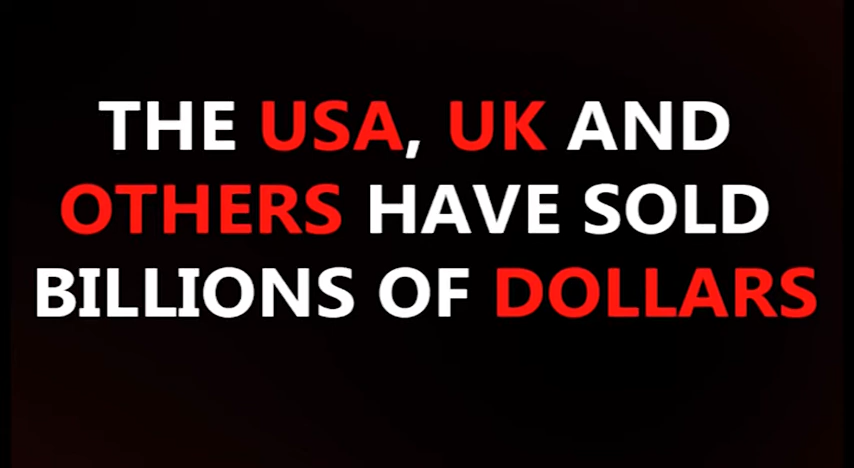 THE USA, UK AND
OTHERS HAVE SOLD
BILLIONS OF DOLLARS